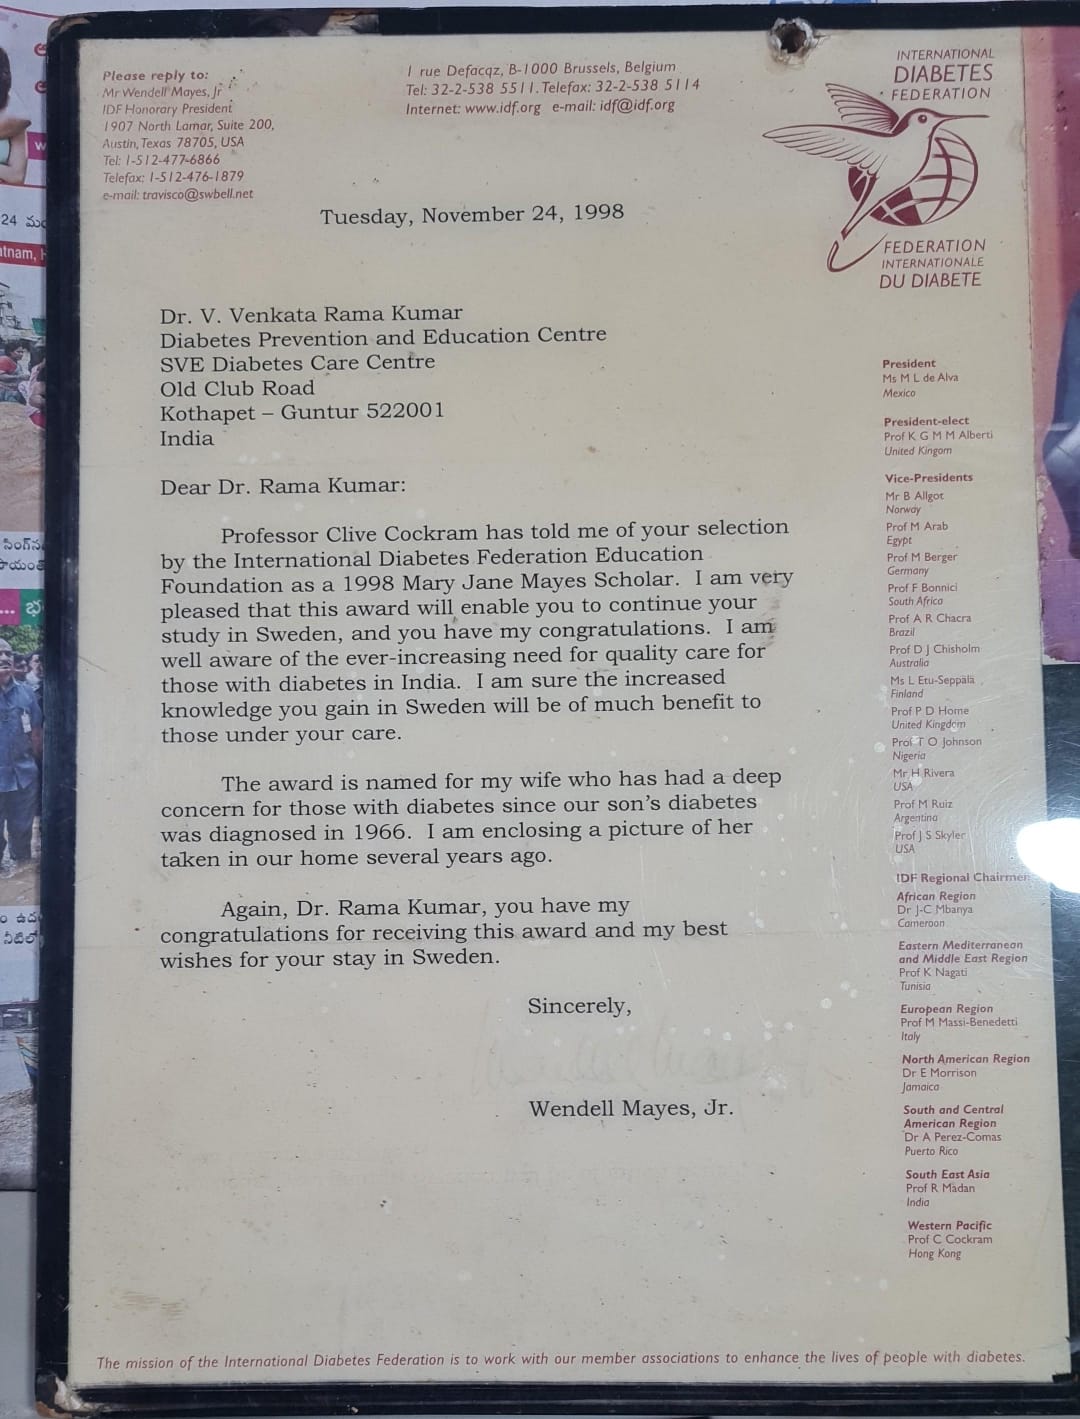 Please reply to:
Mr Wendell Mayes, Jr
IDF Honorary President
1907 North Lamar, Suite 200,
Austin, Texas 78705, USA
Tel: 1-512-477-6866
Telefax: 1-512-476-1879
e-mail: travisco@swbell.net
1 rue Defacqz, B-1000 Brussels, Belgium
Tel: 32-2-538 5511. Telefax: 32-2-538 5114
Internet: www.idf.org e-mail: idf@idf.org
INTERNATIONAL
DIABETES
FEDERATION
FEDERATION
INTERNATIONALE
DU DIABETE
Tuesday, November 24, 1998
Dr. V. Venkata Rama Kumar
Diabetes Prevention and Education Centre
SVE Diabetes Care Centre
Old Club Road
Kothapet – Guntur 522001
India
Dear Dr. Rama Kumar:
Professor Clive Cockram has told me of your selection
by the International Diabetes Federation Education
Foundation as a 1998 Mary Jane Mayes Scholar. I am very
pleased that this award will enable you to continue your
study in Sweden, and you have my congratulations. I am
well aware of the ever-increasing need for quality care for
those with diabetes in India. I am sure the increased
knowledge you gain in Sweden will be of much benefit to
those under your care.
The award is named for my wife who has had a deep
concern for those with diabetes since our son's diabetes
was diagnosed in 1966. I am enclosing a picture of her
taken in our home several years ago.
Again, Dr. Rama Kumar, you have my
congratulations for receiving this award and my best
wishes for your stay in Sweden.
Sincerely,
Wendell Mayes, Jr.
President
Ms M L de Alva
Mexico
President-elect
Prof K G M M Alberti
United Kingom
Vice-Presidents
Mr B Allgot
Norway
Prof M Arab
Egypt
Prof M Berger
Germany
Prof F Bonnici
South Africa
Prof A R Chacra
Brazil
Prof D J Chisholm
Australia
Ms L Etu-Seppälä
Finland
Prof P D Home
United Kingdom
Prof T O Johnson
Nigeria
Mr H Rivera
USA
Prof M Ruiz
Argentina
Prof J S Skyler
USA
IDF Regional Chairmen
African Region
Dr J-C Mbanya
Cameroon
Eastern Mediterranean
and Middle East Region
Prof K Nagati
Tunisia
European Region
Prof M Massi-Benedetti
Italy
North American Region
Dr E Morrison
Jamaica
South and Central
American Region
Dr A Perez-Comas
Puerto Rico
South East Asia
Prof R Madan
India
Western Pacific
Prof C Cockram
Hong Kong
The mission of the International Diabetes Federation is to work with our member associations to enhance the lives of people with diabetes.